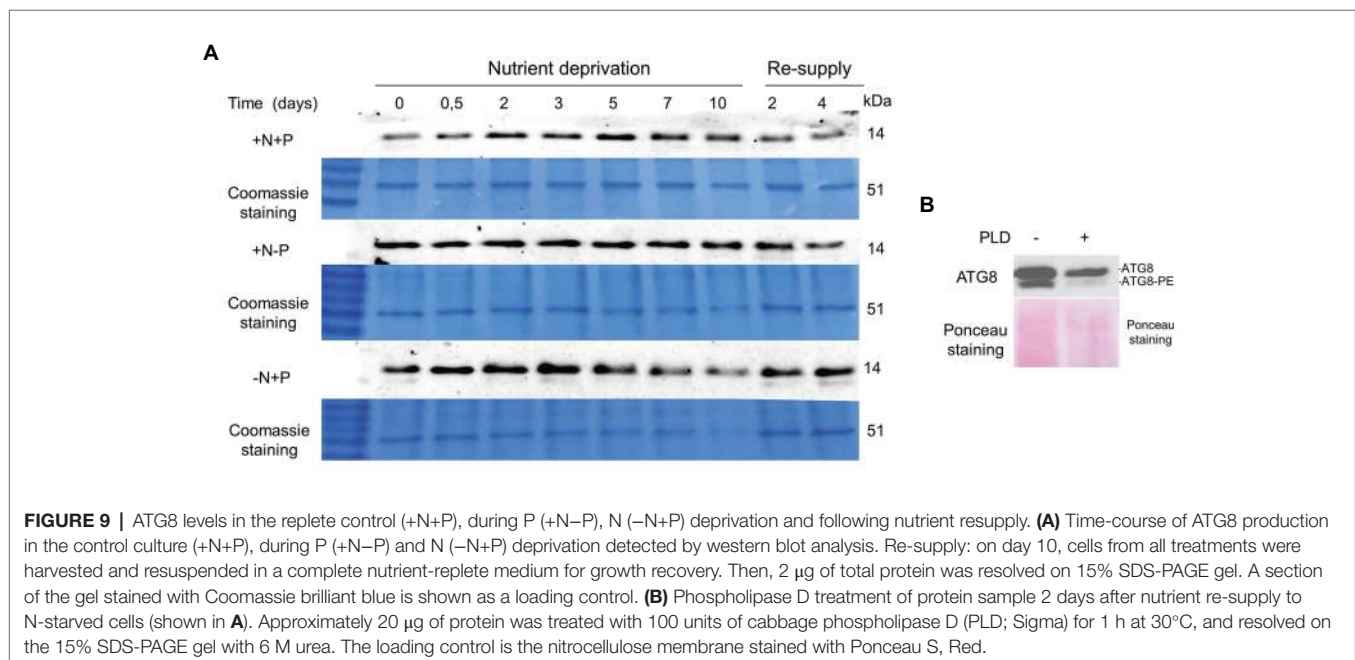 A
Nutrient deprivation Re-supply
Time (days) 0 0,5 2 3 5 7 10 2 4 kDa
+N+P 14
Coomassie
staining
51
+N-P 14
Coomassie
staining
51
-N+P 14
Coomassie
staining
51
B
PLD - +
ATG8
-ATG8
-ATG8-PE
Ponceau
staining
Ponceau
staining
FIGURE 9 | ATG8 levels in the replete control (+N+P), during P (+N−P), N (−N+P) deprivation and following nutrient resupply. (A) Time-course of ATG8 production
in the control culture (+N+P), during P (+N−P) and N (−N+P) deprivation detected by western blot analysis. Re-supply: on day 10, cells from all treatments were
harvested and resuspended in a complete nutrient-replete medium for growth recovery. Then, 2 μg of total protein was resolved on 15% SDS-PAGE gel. A section
of the gel stained with Coomassie brilliant blue is shown as a loading control. (B) Phospholipase D treatment of protein sample 2 days after nutrient re-supply to
N-starved cells (shown in A). Approximately 20 μg of protein was treated with 100 units of cabbage phospholipase D (PLD; Sigma) for 1 h at 30°C, and resolved on
the 15% SDS-PAGE gel with 6 M urea. The loading control is the nitrocellulose membrane stained with Ponceau S, Red.